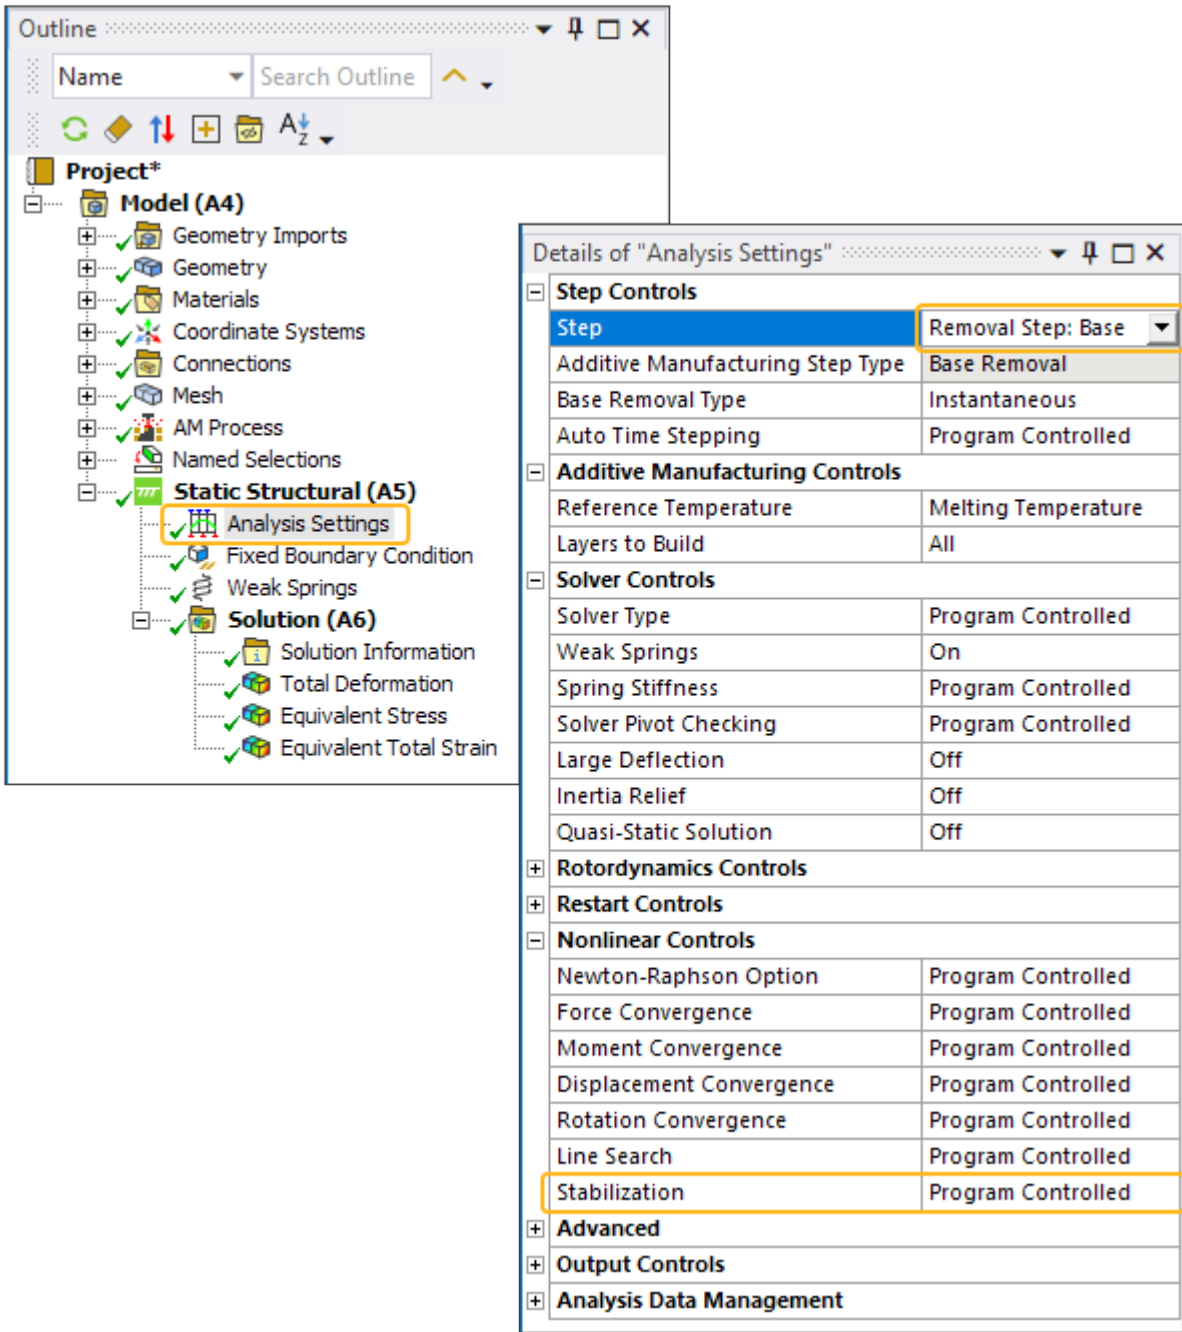 Outline
Name Search Outline
AZ
Project*
Model (A4)
Geometry Imports
Geometry
Materials
Coordinate Systems
Connections
Mesh
AM Process
Named Selections
Static Structural (A5)
Analysis Settings
Fixed Boundary Condition
Weak Springs
Solution (A6)
Solution Information
Total Deformation
Equivalent Stress
Equivalent Total Strain
Details of "Analysis Settings"
Step Controls
Step Removal Step: Base
Additive Manufacturing Step Type Base Removal
Base Removal Type Instantaneous
Auto Time Stepping Program Controlled
Additive Manufacturing Controls
Reference Temperature Melting Temperature
Layers to Build All
Solver Controls
Solver Type Program Controlled
Weak Springs On
Spring Stiffness Program Controlled
Solver Pivot Checking Program Controlled
Large Deflection Off
Inertia Relief Off
Quasi-Static Solution Off
Rotordynamics Controls
Restart Controls
Nonlinear Controls
Newton-Raphson Option Program Controlled
Force Convergence Program Controlled
Moment Convergence Program Controlled
Displacement Convergence Program Controlled
Rotation Convergence Program Controlled
Line Search Program Controlled
Stabilization Program Controlled
Advanced
Output Controls
Analysis Data Management